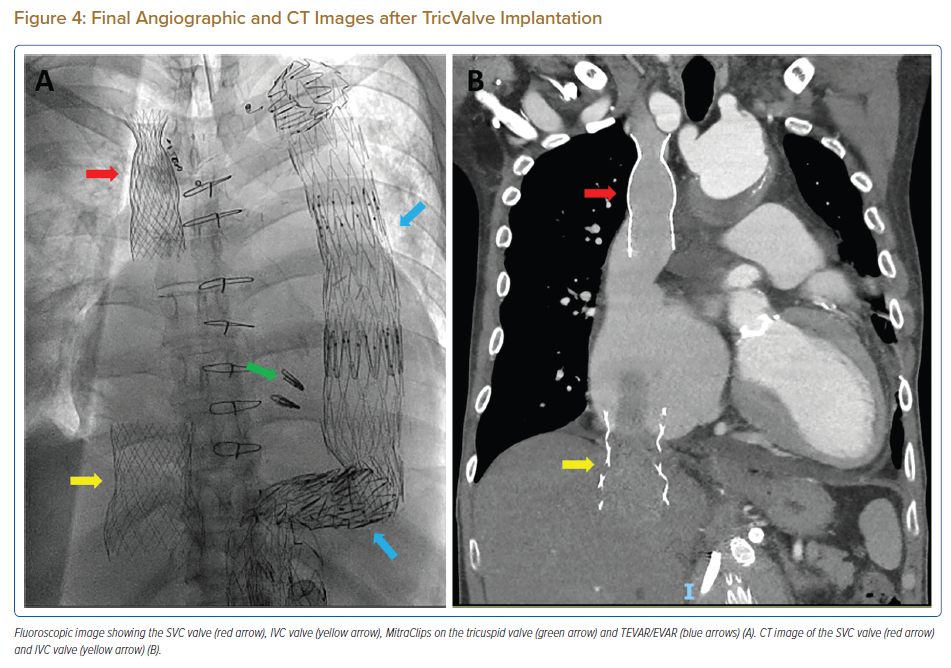 Figure 4: Final Angiographic and CT Images after TricValve Implantation
A
B
I
Fluoroscopic image showing the SVC valve (red arrow), IVC valve (yellow arrow), MitraClips on the tricuspid valve (green arrow) and TEVAR/EVAR (blue arrows) (A). CT image of the SVC valve (red arrow)
and IVC valve (yellow arrow) (B).